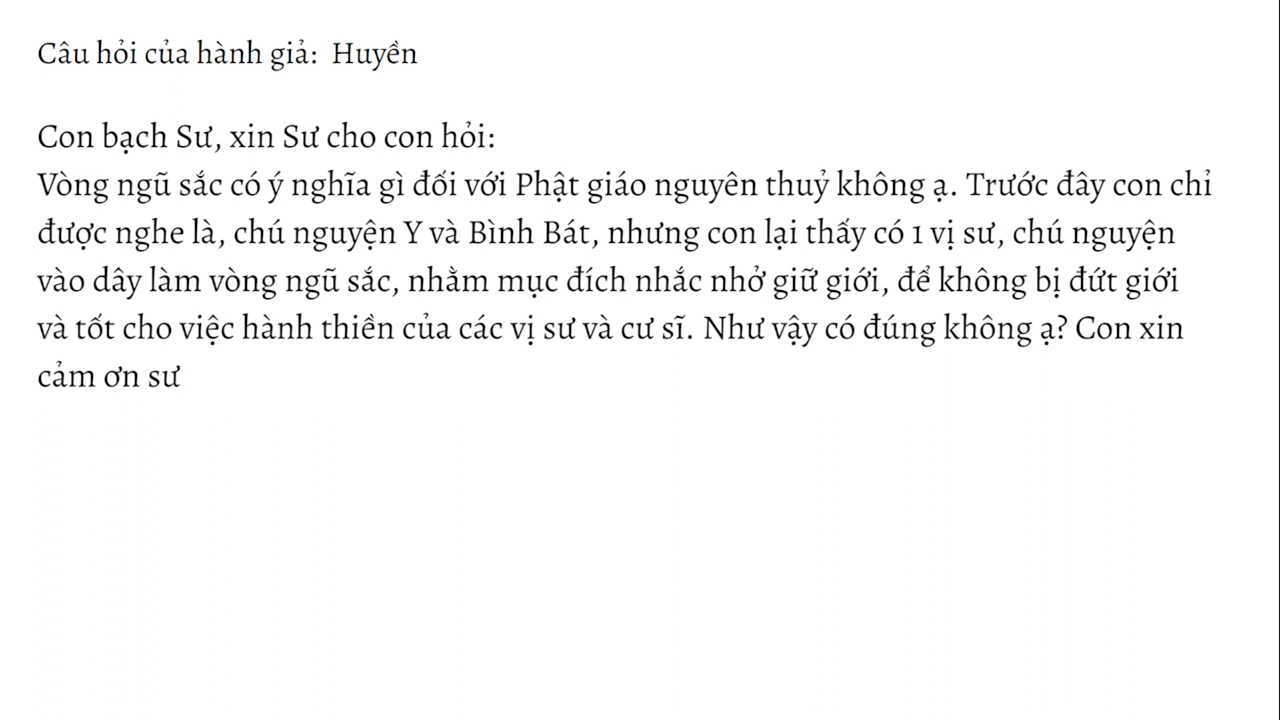 Câu hỏi của hành giả:  Huyền
Con bạch Sư, xin Sư cho con hỏi:
Vòng ngũ sắc có ý nghĩa gì đối với Phật giáo nguyên thuỷ không ạ. Trước đây con chỉ
được nghe là, chú nguyện Y và Bình Bát, nhưng con lại thấy có 1 vị sư, chú nguyện
vào dây làm vòng ngũ sắc, nhằm mục đích nhắc nhở giữ giới, để không bị đứt giới
và tốt cho việc hành thiền của các vị sư và cư sĩ. Như vậy có đúng không ạ? Con xin
cảm ơn sư